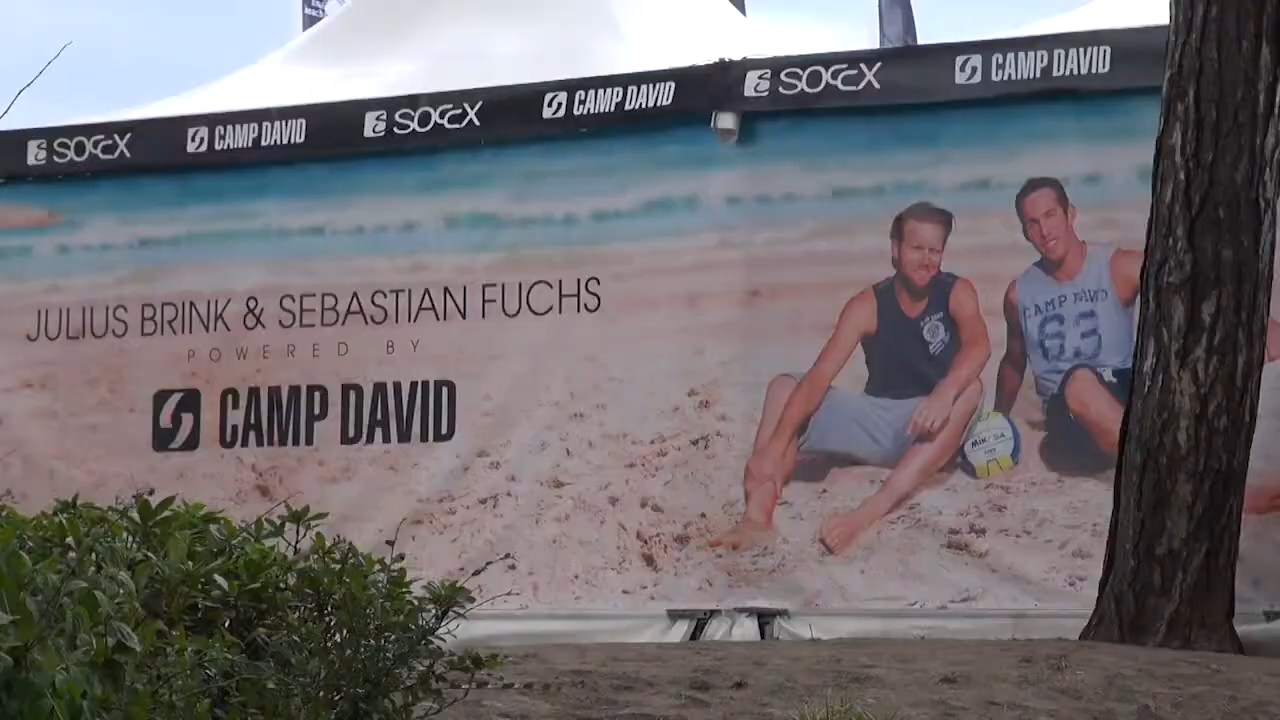 SOCCX CAMP DAVID SOCCX CAMP DAVID SOCCX CAMP DAVID
JULIUS BRINK & SEBASTIAN FUCHS
POWERED BY
CAMP DAVID
CAMP DAVID
63
MIKASA